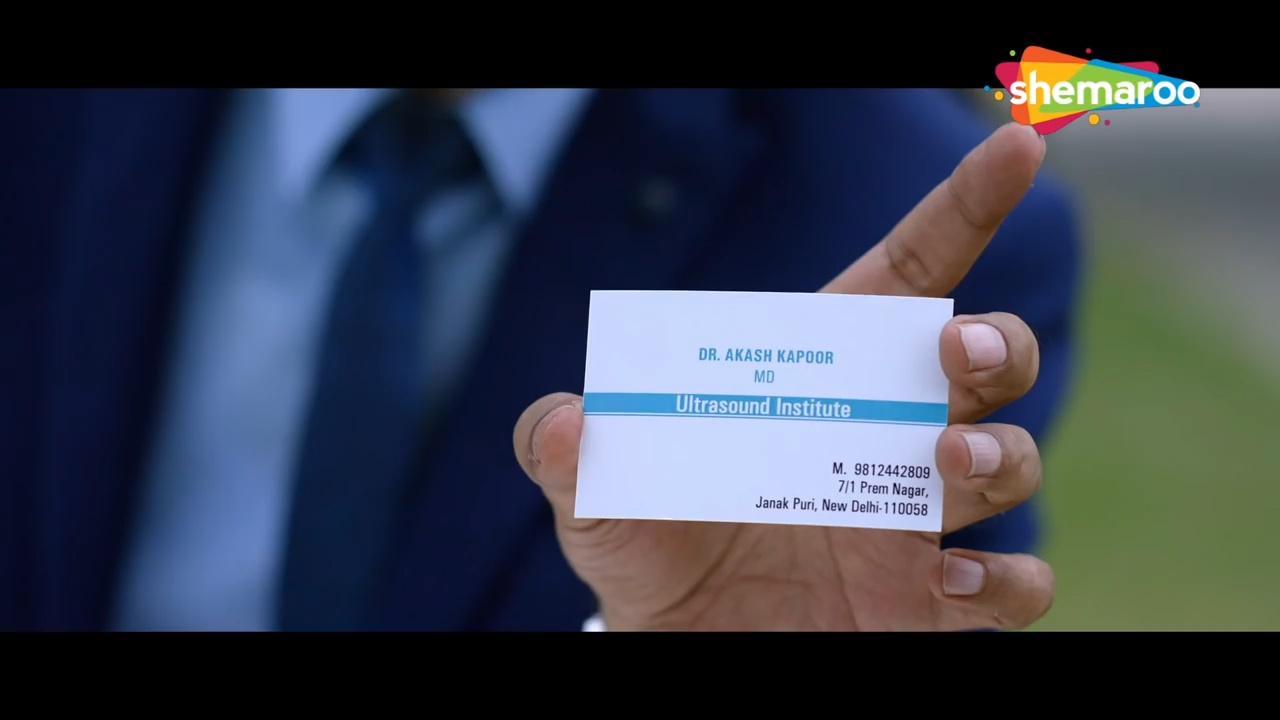 shemaroo
DR. AKASH KAPOOR
MD
Ultrasound Institute
M. 9812442809
7/1 Prem Nagar,
Janak Puri, New Delhi-110058